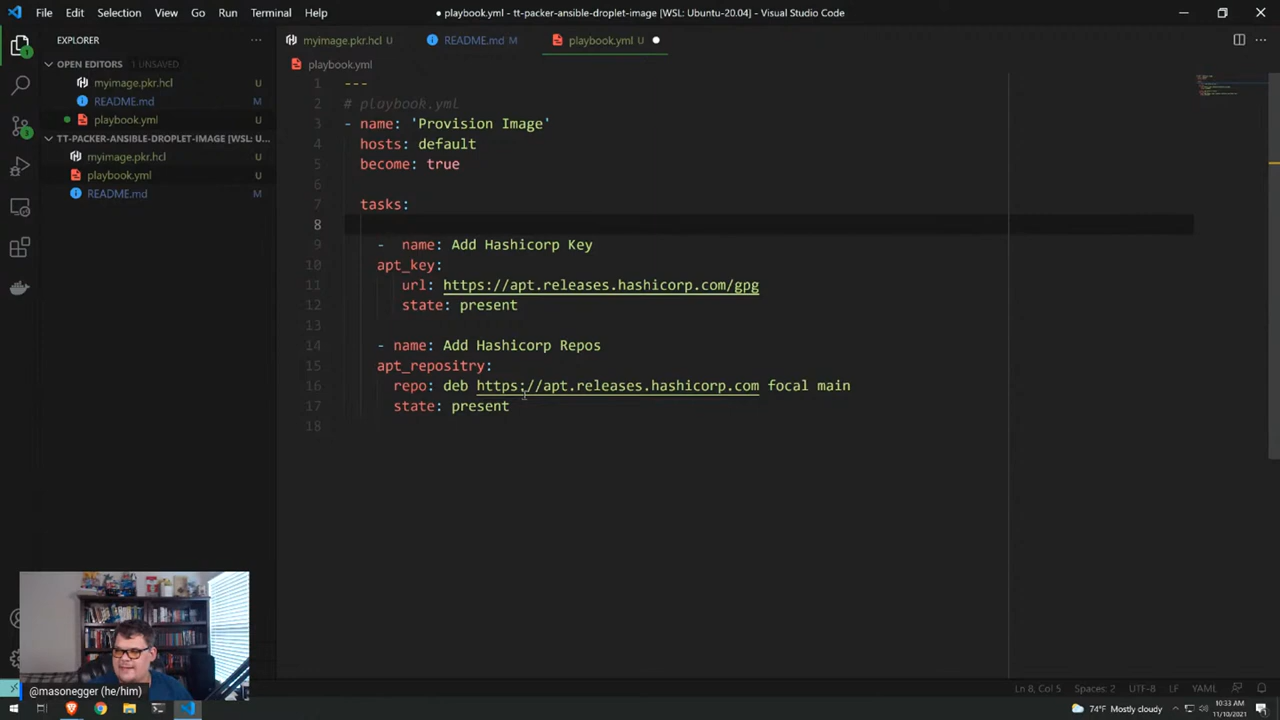 File Edit Selection View Go Run Terminal Help
● playbook.yml - tt-packer-ansible-droplet-image [WSL: Ubuntu-20.04] - Visual Studio Code
EXPLORER
OPEN EDITORS 1 UNSAVED
myimage.pkr.hcl U
README.md M
playbook.yml U
TT-PACKER-ANSIBLE-DROPLET-IMAGE [WSL: U...
myimage.pkr.hcl U
playbook.yml U
README.md M
myimage.pkr.hcl U README.md M playbook.yml U ●
playbook.yml
1 ---
2 # playbook.yml
3 - name: 'Provision Image'
4 hosts: default
5 become: true
6
7 tasks:
8
9 - name: Add Hashicorp Key
10 apt_key:
11 url: https://apt.releases.hashicorp.com/gpg
12 state: present
13
14 - name: Add Hashicorp Repos
15 apt_repositry:
16 repo: deb https://apt.releases.hashicorp.com focal main
17 state: present
18
@masonegger (he/him)
Ln 8, Col 5 Spaces: 2 UTF-8 LF YAML
74°F Mostly cloudy
10:33 AM
11/10/2021